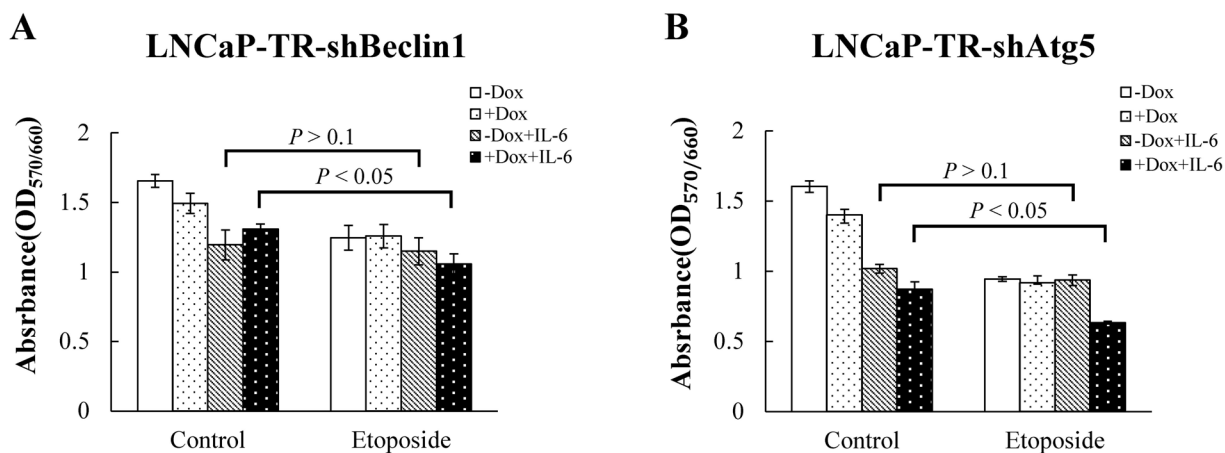 A
LNCaP-TR-shBeclin1
-Dox
+Dox
-Dox+IL-6
+Dox+IL-6
Absrbance(OD570/660)
2
1.5
1
0.5
0
P > 0.1
P < 0.05
Control
Etoposide
B
LNCaP-TR-shAtg5
-Dox
+Dox
-Dox+IL-6
+Dox+IL-6
Absrbance(OD570/660)
2
1.5
1
0.5
0
P > 0.1
P < 0.05
Control
Etoposide